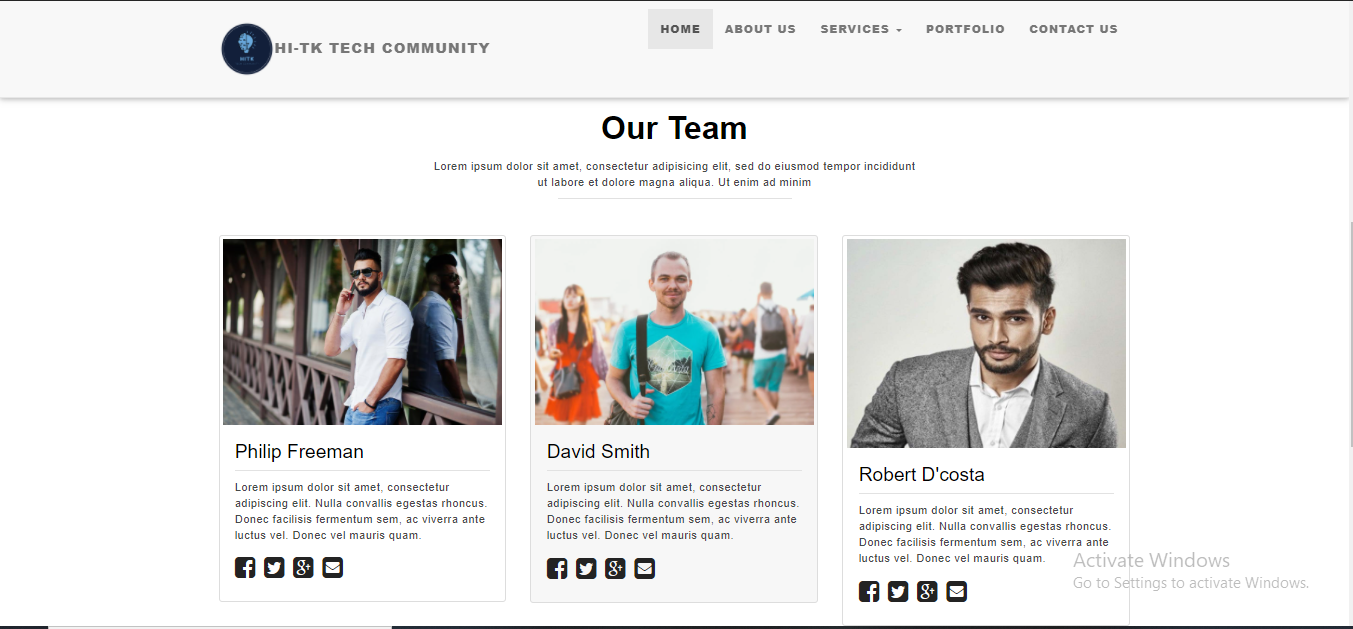 HITK
HI-TK TECH COMMUNITY
HOME ABOUT US SERVICES PORTFOLIO CONTACT US
Our Team
Lorem ipsum dolor sit amet, consectetur adipisicing elit, sed do eiusmod tempor incididunt
ut labore et dolore magna aliqua. Ut enim ad minim
Philip Freeman
Lorem ipsum dolor sit amet, consectetur
adipiscing elit. Nulla convallis egestas rhoncus.
Donec facilisis fermentum sem, ac viverra ante
luctus vel. Donec vel mauris quam.
David Smith
Lorem ipsum dolor sit amet, consectetur
adipiscing elit. Nulla convallis egestas rhoncus.
Donec facilisis fermentum sem, ac viverra ante
luctus vel. Donec vel mauris quam.
Robert D'costa
Lorem ipsum dolor sit amet, consectetur
adipiscing elit. Nulla convallis egestas rhoncus.
Donec facilisis fermentum sem, ac viverra ante
luctus vel. Donec vel mauris quam.
Activate Windows
Go to Settings to activate Windows.